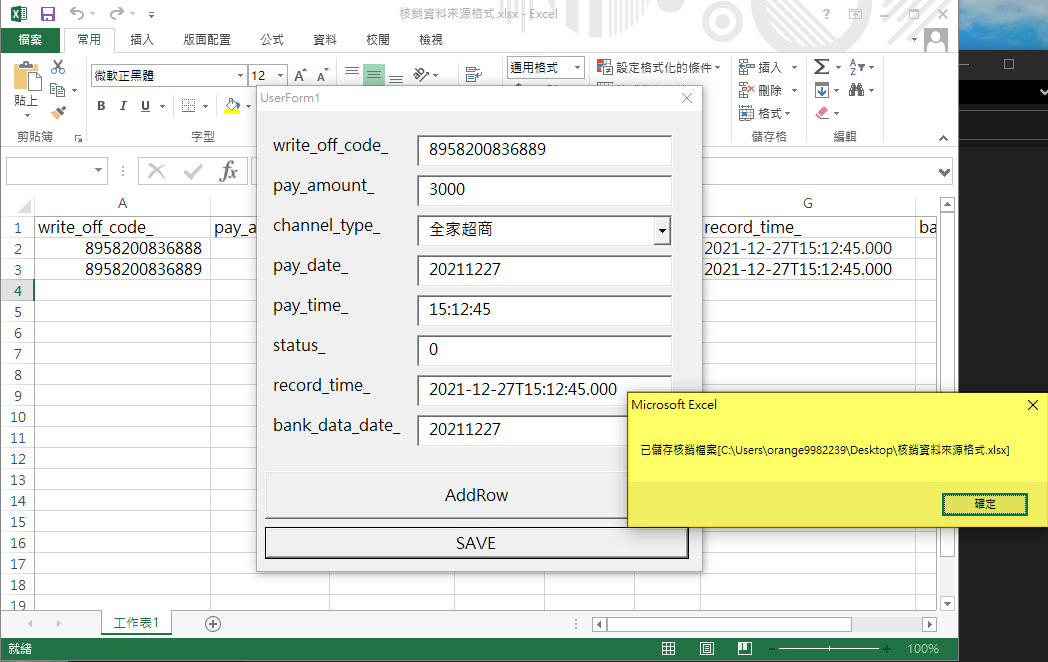 核銷資料來源格式.xlsx - Excel
檔案 常用 插入 版面配置 公式 資料 校閱 檢視
貼上
剪貼簿
微軟正黑體 12
B I U
字型
通用格式
設定格式化的條件
插入
刪除
格式
儲存格
編輯
fx
A G
1 write_off_code_ pay_a record_time_ ba
2 8958200836888 2021-12-27T15:12:45.000
3 8958200836889 2021-12-27T15:12:45.000
4
5
6
7
8
9
10
11
12
13
14
15
16
17
18
19
UserForm1
write_off_code_ 8958200836889
pay_amount_ 3000
channel_type_ 全家超商
pay_date_ 20211227
pay_time_ 15:12:45
status_ 0
record_time_ 2021-12-27T15:12:45.000
bank_data_date_ 20211227
AddRow
SAVE
Microsoft Excel
已儲存核銷檔案[C:\Users\orange9982239\Desktop\核銷資料來源格式.xlsx]
確定
工作表1
就緒 100%